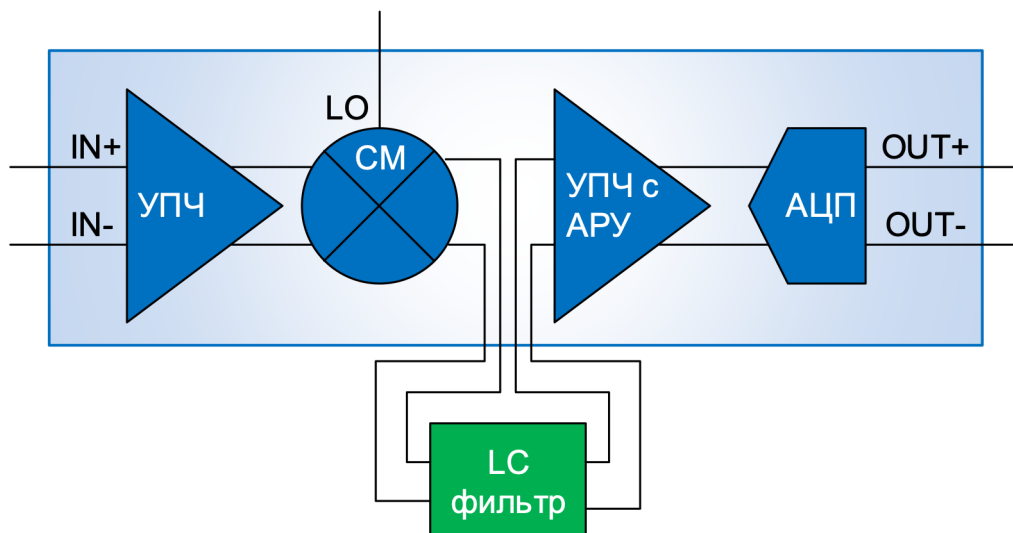 LO
IN+
IN-
УПЧ
СМ
УПЧ с
АРУ
АЦП
OUT+
OUT-
LC
фильтр